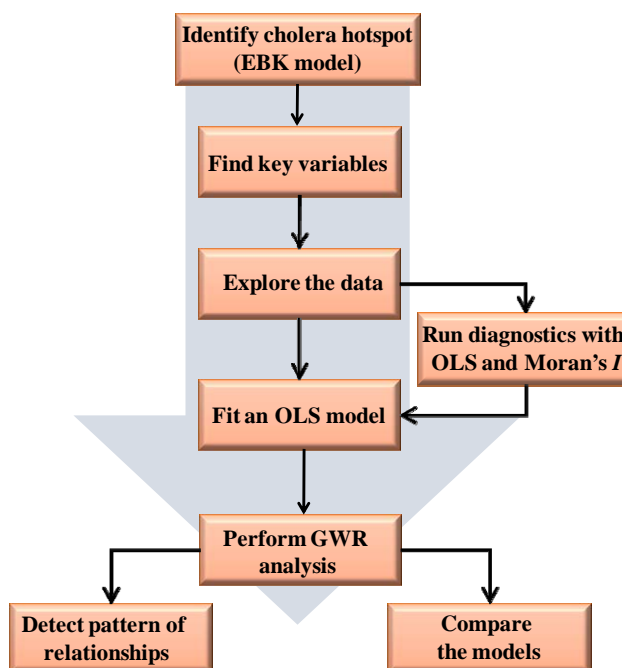 Identify cholera hotspot
(EBK model)
Find key variables
Explore the data
Run diagnostics with
OLS and Moran's I
Fit an OLS model
Perform GWR
analysis
Detect pattern of
relationships
Compare
the models